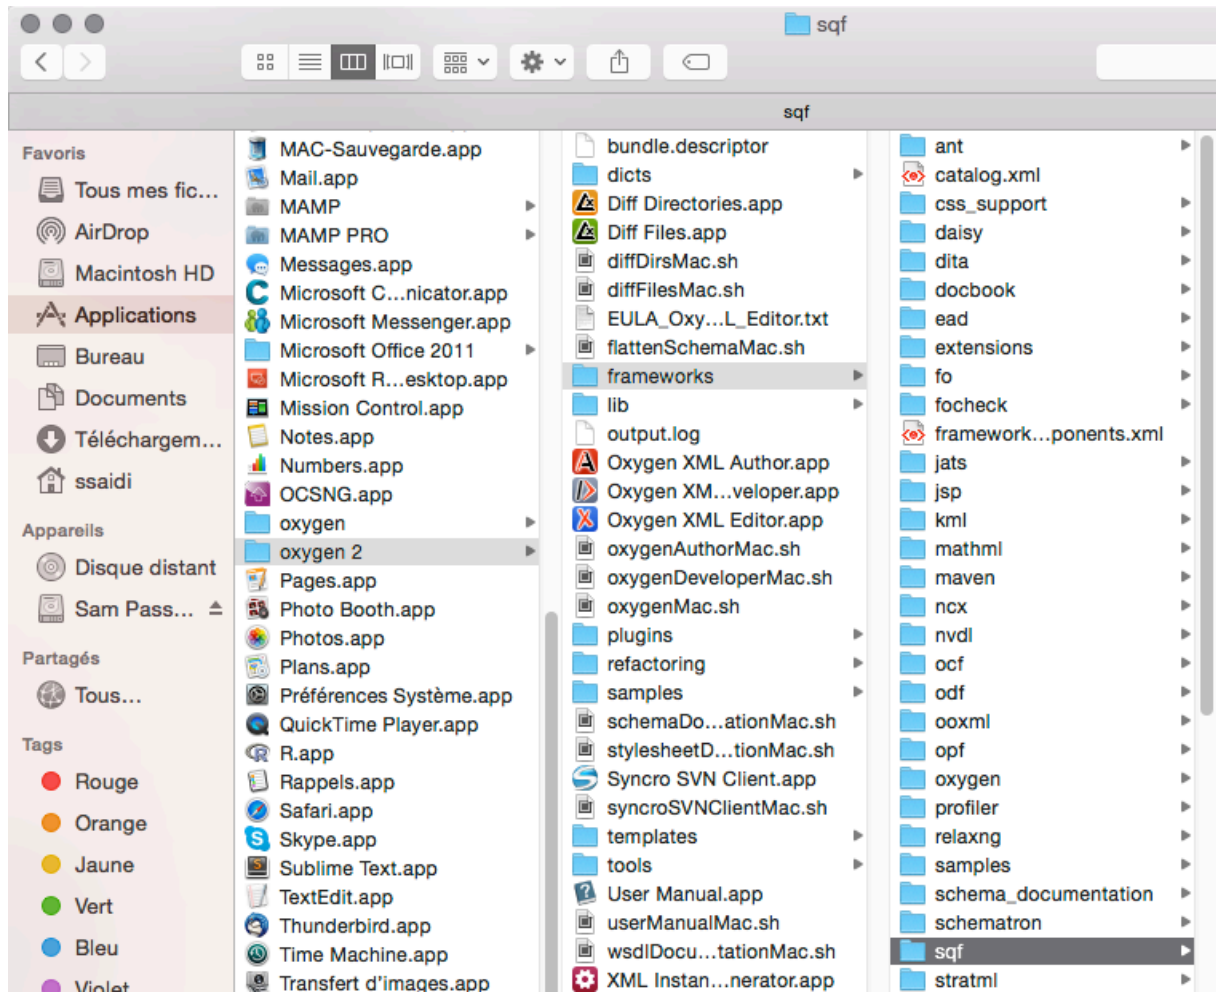 sqf
sqf
Favoris
Tous mes fic...
AirDrop
Macintosh HD
Applications
Bureau
Documents
Téléchargem...
ssaidi
Appareils
Disque distant
Sam Pass...
Partagés
Tous...
Tags
Rouge
Orange
Jaune
Vert
Bleu
Violet
MAC-Sauvegarde.app
Mail.app
MAMP
MAMP PRO
Messages.app
Microsoft C...nicator.app
Microsoft Messenger.app
Microsoft Office 2011
Microsoft R...esktop.app
Mission Control.app
Notes.app
Numbers.app
OCSNG.app
oxygen
oxygen 2
Pages.app
Photo Booth.app
Photos.app
Plans.app
Préférences Système.app
QuickTime Player.app
R.app
Rappels.app
Safari.app
Skype.app
Sublime Text.app
TextEdit.app
Thunderbird.app
Time Machine.app
Transfert d'images.app
bundle.descriptor
dicts
Diff Directories.app
Diff Files.app
diffDirsMac.sh
diffFilesMac.sh
EULA_Oxy...L_Editor.txt
flattenSchemaMac.sh
frameworks
lib
output.log
Oxygen XML Author.app
Oxygen XM...veloper.app
Oxygen XML Editor.app
oxygenAuthorMac.sh
oxygenDeveloperMac.sh
oxygenMac.sh
plugins
refactoring
samples
schemaDo...ationMac.sh
stylesheetD...tionMac.sh
Syncro SVN Client.app
syncroSVNClientMac.sh
templates
tools
User Manual.app
userManualMac.sh
wsdlDocu...tationMac.sh
XML Instan...nerator.app
ant
catalog.xml
css_support
daisy
dita
docbook
ead
extensions
fo
focheck
framework...ponents.xml
jats
jsp
kml
mathml
maven
ncx
nvdl
ocf
odf
ooxml
opf
oxygen
profiler
relaxng
samples
schema_documentation
schematron
sqf
stratml